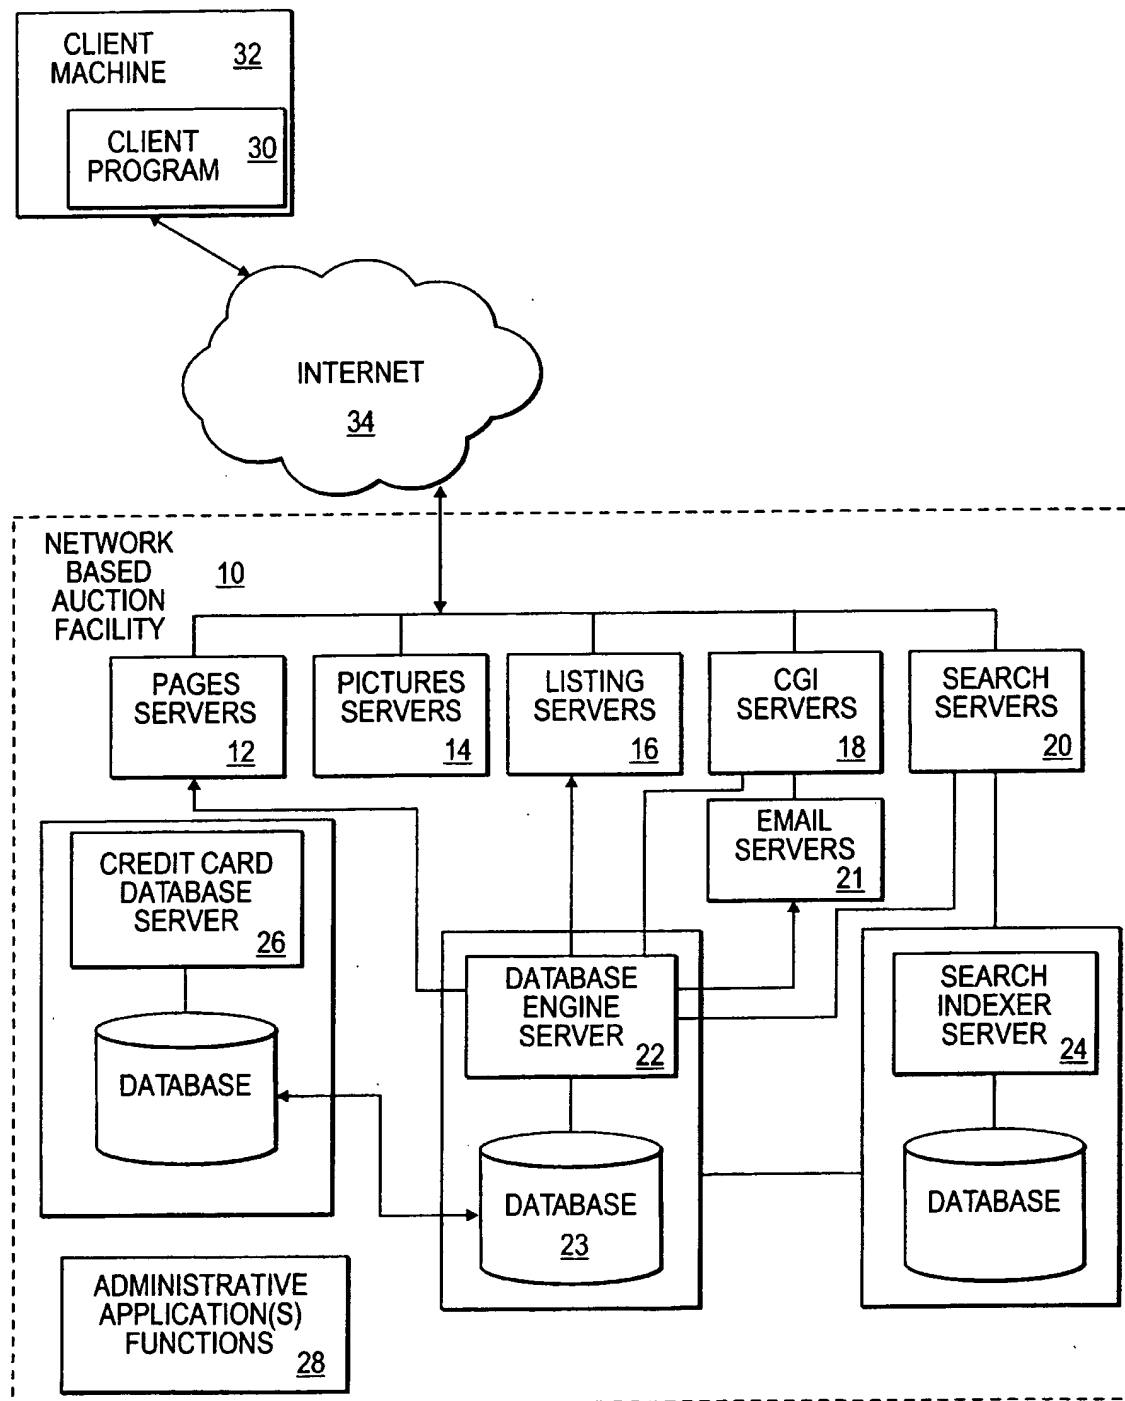 CLIENT
MACHINE
32
CLIENT
PROGRAM
30
INTERNET
34
NETWORK
BASED
AUCTION
FACILITY
10
PAGES
SERVERS
12
PICTURES
SERVERS
14
LISTING
SERVERS
16
CGI
SERVERS
18
SEARCH
SERVERS
20
EMAIL
SERVERS
21
CREDIT CARD
DATABASE
SERVER
26
DATABASE
DATABASE
ENGINE
SERVER
22
DATABASE
23
SEARCH
INDEXER
SERVER
24
DATABASE
ADMINISTRATIVE
APPLICATION(S)
FUNCTIONS
28